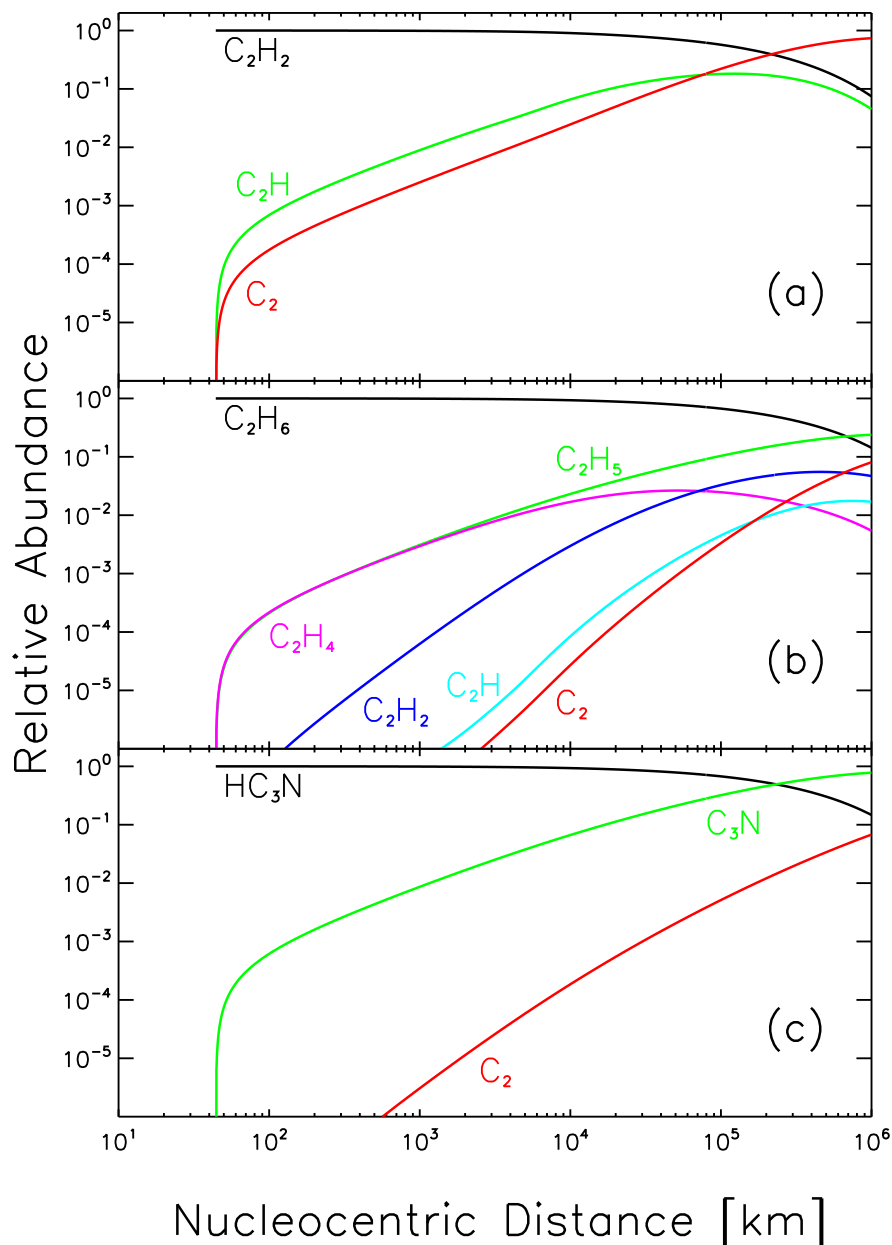 Relative Abundance
10⁰
10⁻¹
10⁻²
10⁻³
10⁻⁴
10⁻⁵
C₂H₂
C₂H
C₂
(a)
10⁰
10⁻¹
10⁻²
10⁻³
10⁻⁴
10⁻⁵
C₂H₆
C₂H₅
C₂H₄
C₂H₂
C₂H
C₂
(b)
10⁰
10⁻¹
10⁻²
10⁻³
10⁻⁴
10⁻⁵
HC₃N
C₃N
C₂
(c)
10¹ 10² 10³ 10⁴ 10⁵ 10⁶
Nucleocentric Distance [km]